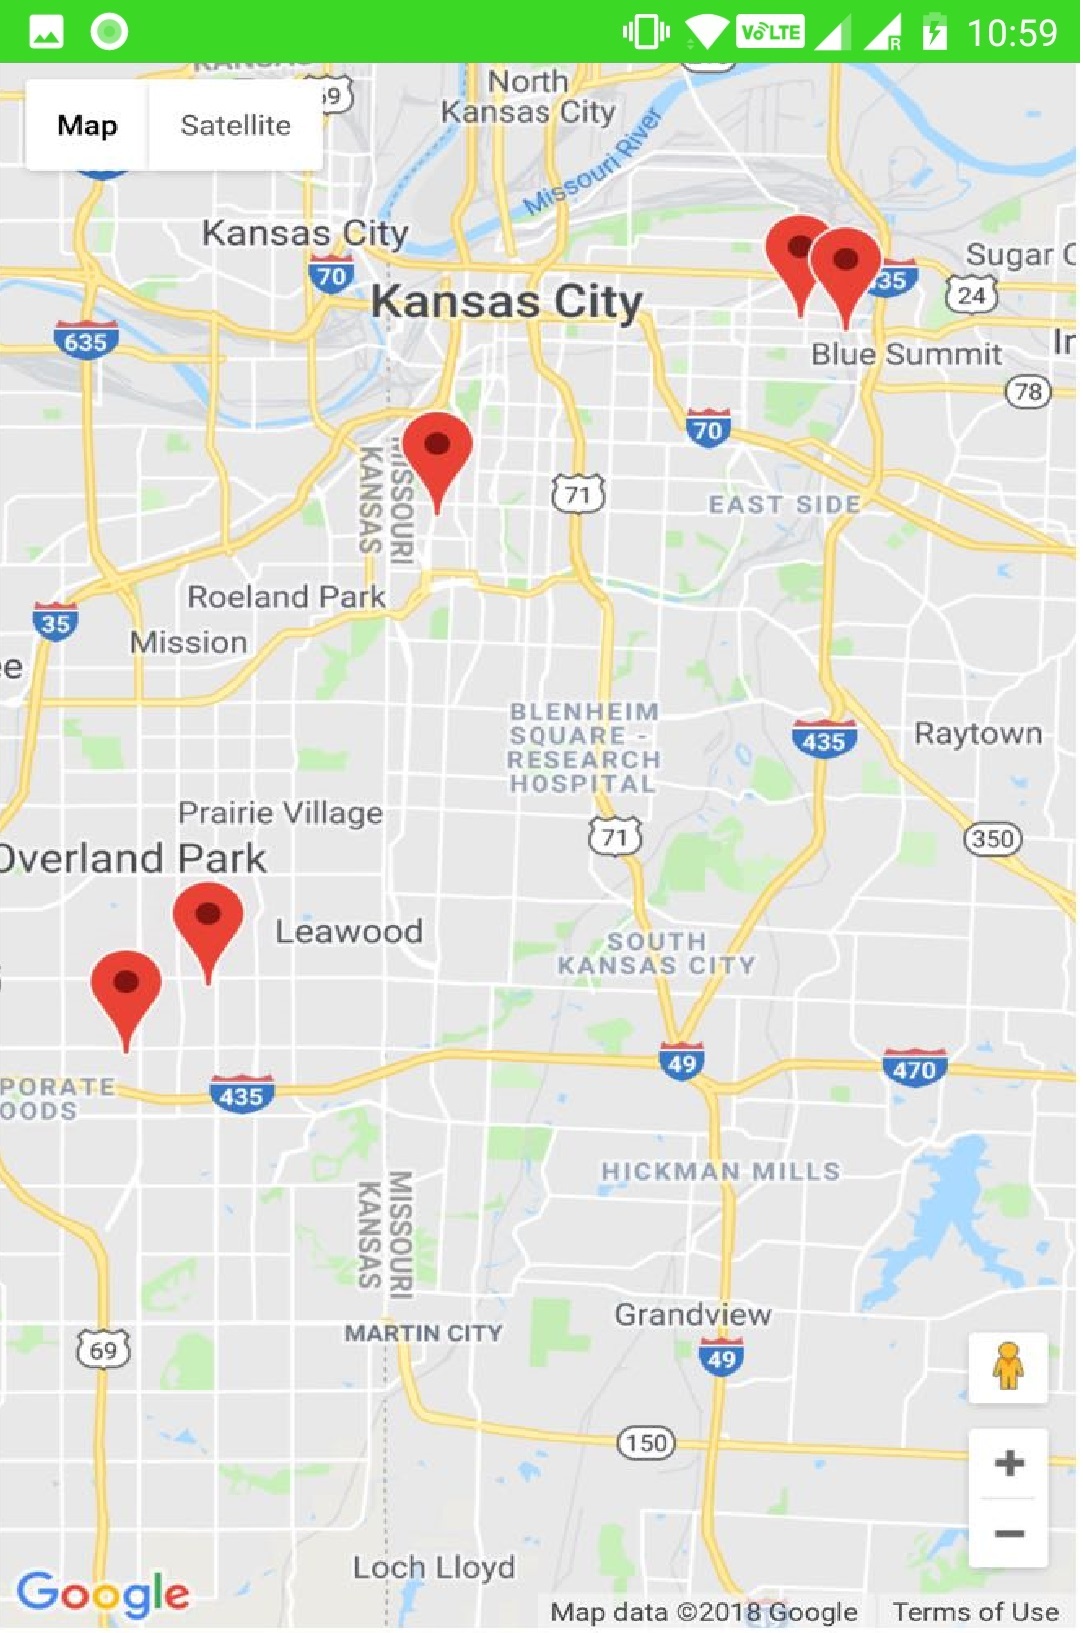 VoLTE
R
10:59
Map
Satellite
69
North
Kansas City
Missouri River
Kansas City
70
Kansas City
635
35
Sugar C
24
Blue Summit
78
70
MISSOURI
KANSAS
71
EAST SIDE
Roeland Park
35
Mission
ee
BLENHEIM
SQUARE -
RESEARCH
HOSPITAL
435
Raytown
Prairie Village
71
350
Overland Park
Leawood
SOUTH
KANSAS CITY
49
470
PORATE
OODS
435
HICKMAN MILLS
MISSOURI
KANSAS
Grandview
MARTIN CITY
69
49
150
Loch Lloyd
Google
Map data ©2018 Google
Terms of Use